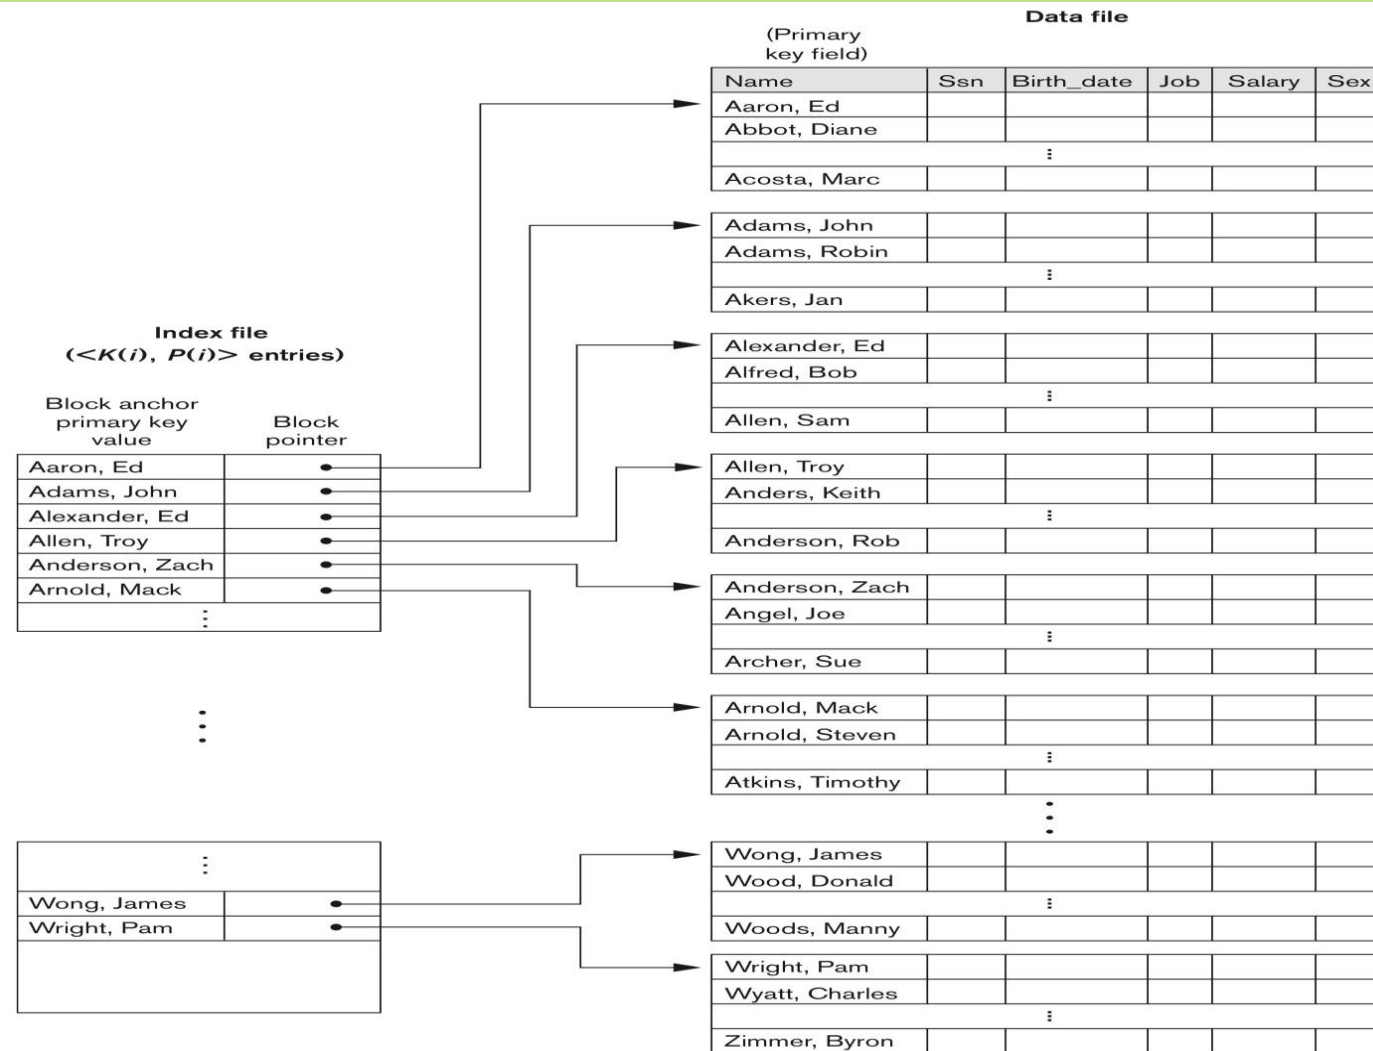 Data file
(Primary
key field)
Name Ssn Birth_date Job Salary Sex
Aaron, Ed
Abbot, Diane
⋮
Acosta, Marc
Adams, John
Adams, Robin
⋮
Akers, Jan
Alexander, Ed
Alfred, Bob
⋮
Allen, Sam
Allen, Troy
Anders, Keith
⋮
Anderson, Rob
Anderson, Zach
Angel, Joe
⋮
Archer, Sue
Arnold, Mack
Arnold, Steven
⋮
Atkins, Timothy
⋮
Wong, James
Wood, Donald
⋮
Woods, Manny
Wright, Pam
Wyatt, Charles
⋮
Zimmer, Byron
Index file
(<K(i), P(i)> entries)
Block anchor
primary key
value
Block
pointer
Aaron, Ed
Adams, John
Alexander, Ed
Allen, Troy
Anderson, Zach
Arnold, Mack
⋮
⋮
⋮
Wong, James
Wright, Pam